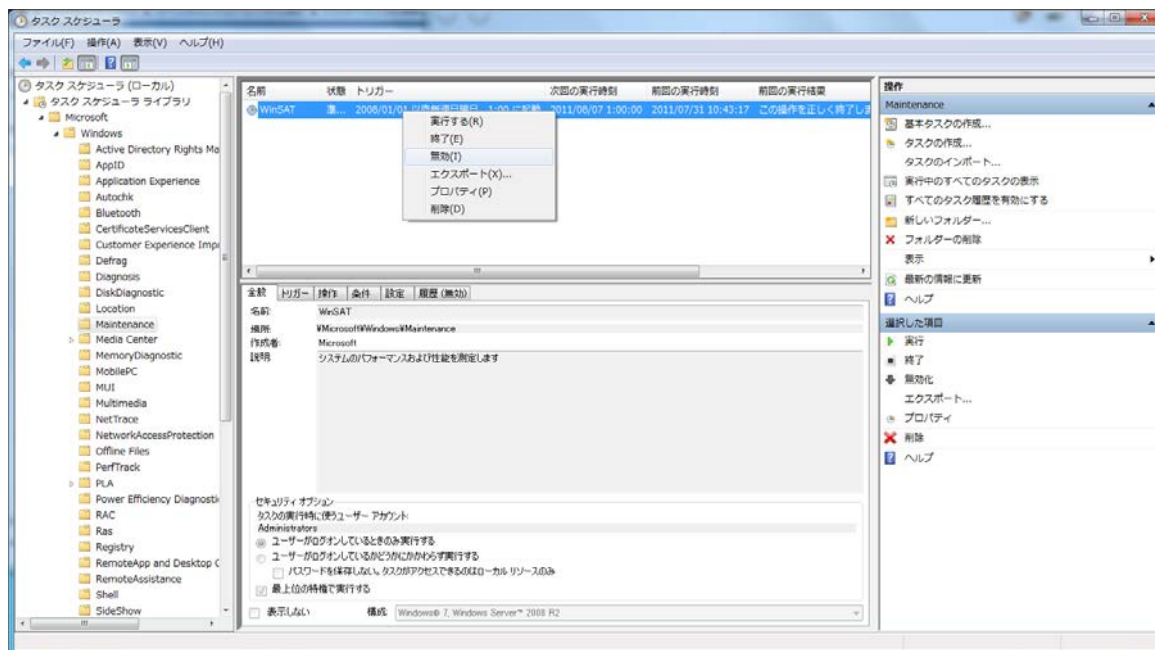 タスク スケジューラ
ファイル(F) 操作(A) 表示(V) ヘルプ(H)
タスク スケジューラ (ローカル)
タスク スケジューラ ライブラリ
Microsoft
Windows
Active Directory Rights Ma
AppID
Application Experience
Autochk
Bluetooth
CertificateServicesClient
Customer Experience Impr
Defrag
Diagnosis
DiskDiagnostic
Location
Maintenance
Media Center
MemoryDiagnostic
MobilePC
MUI
Multimedia
NetTrace
NetworkAccessProtection
Offline Files
PerfTrack
PLA
Power Efficiency Diagnosti
RAC
Ras
Registry
RemoteApp and Desktop C
RemoteAssistance
Shell
SideShow
名前 状態 トリガー 次回の実行時刻 前回の実行時刻 前回の実行結果
WinSAT 準... 2008/01/01 以降毎週日曜日 1:00 に起動 2011/08/07 1:00:00 2011/07/31 10:43:17 この操作を正しく終了しま
実行する(R)
終了(E)
無効(I)
エクスポート(X)...
プロパティ(P)
削除(D)
全般 トリガー 操作 条件 設定 履歴 (無効)
名前: WinSAT
場所: ¥Microsoft¥Windows¥Maintenance
作成者: Microsoft
説明: システムのパフォーマンスおよび性能を測定します
セキュリティ オプション
タスクの実行時に使うユーザー アカウント:
Administrators
ユーザーがログオンしているときのみ実行する
ユーザーがログオンしているかどうかにかかわらず実行する
パスワードを保存しない。タスクがアクセスできるのはローカル リソースのみ
最上位の特権で実行する
表示しない 構成: Windows® 7, Windows Server™ 2008 R2
操作
Maintenance
基本タスクの作成...
タスクの作成...
タスクのインポート...
実行中のすべてのタスクの表示
すべてのタスク履歴を有効にする
新しいフォルダー...
フォルダーの削除
表示
最新の情報に更新
ヘルプ
選択した項目
実行
終了
無効化
エクスポート...
プロパティ
削除
ヘルプ